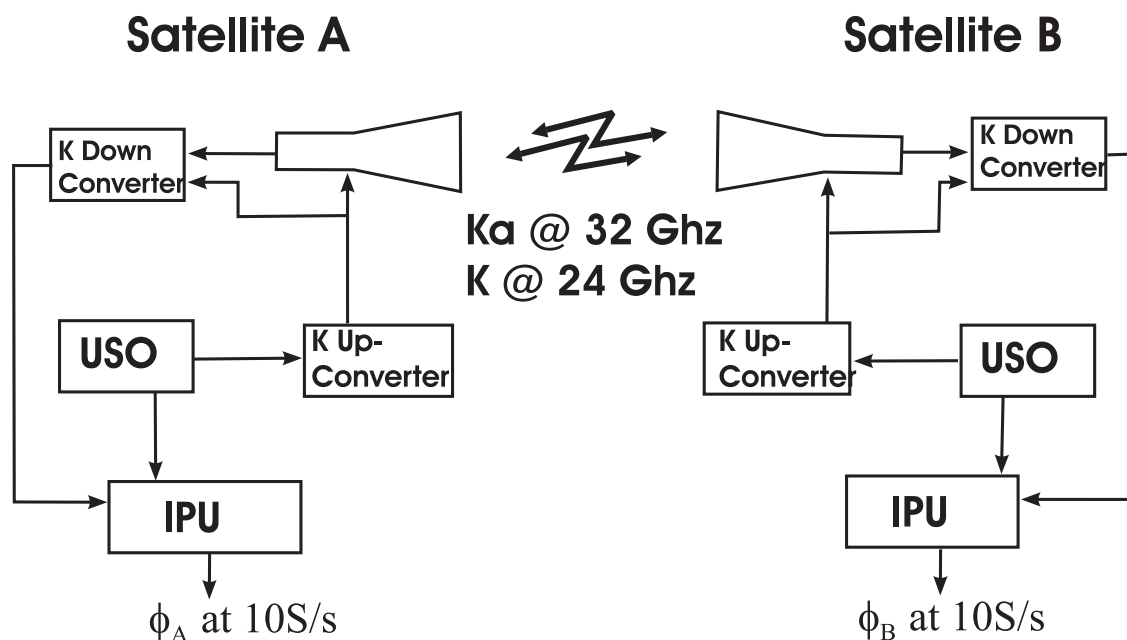 Satellite A
Satellite B
K Down
Converter
K Down
Converter
Ka @ 32 Ghz
K @ 24 Ghz
USO
K Up-
Converter
K Up-
Converter
USO
IPU
IPU
ϕA at 10S/s
ϕB at 10S/s